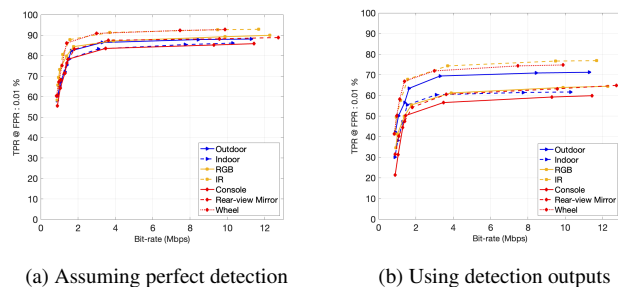 TPR @ FPR : 0.01 %
100
90
80
70
60
50
40
30
20
10
0
0 2 4 6 8 10 12
Bit-rate (Mbps)
Outdoor
Indoor
RGB
IR
Console
Rear-view Mirror
Wheel
(a) Assuming perfect detection
TPR @ FPR : 0.01 %
100
90
80
70
60
50
40
30
20
10
0
0 2 4 6 8 10 12
Bit-rate (Mbps)
Outdoor
Indoor
RGB
IR
Console
Rear-view Mirror
Wheel
(b) Using detection outputs